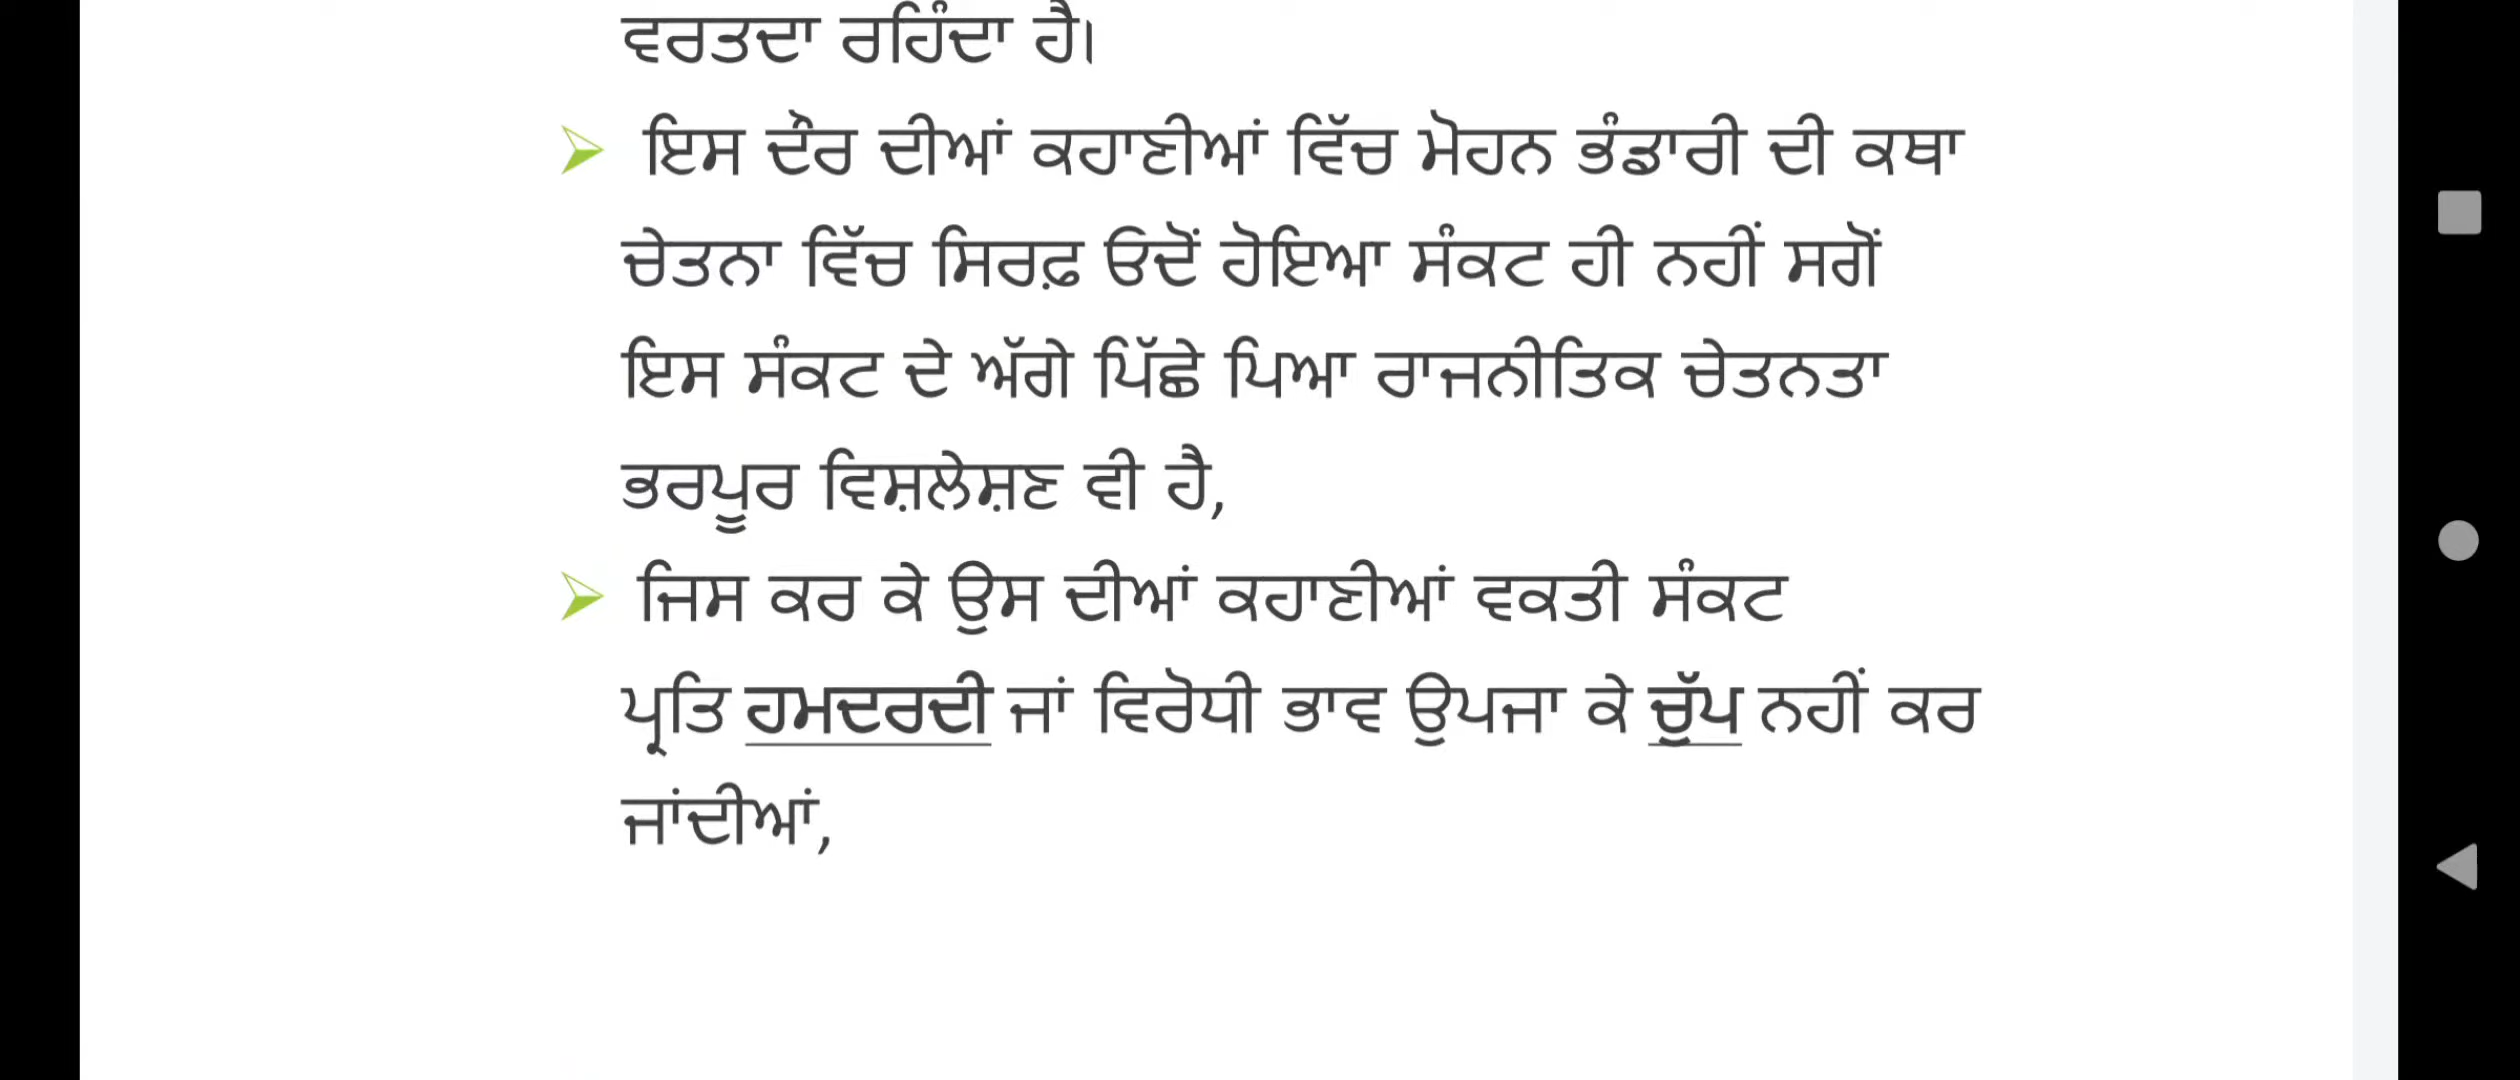 ਵਰਤਦਾ ਰਹਿੰਦਾ ਹੈ।
ਇਸ ਦੌਰ ਦੀਆਂ ਕਹਾਣੀਆਂ ਵਿੱਚ ਮੋਹਨ ਭੰਡਾਰੀ ਦੀ ਕਥਾ
ਚੇਤਨਾ ਵਿੱਚ ਸਿਰਫ਼ ਓਦੋਂ ਹੋਇਆ ਸੰਕਟ ਹੀ ਨਹੀਂ ਸਗੋਂ
ਇਸ ਸੰਕਟ ਦੇ ਅੱਗੇ ਪਿੱਛੇ ਪਿਆ ਰਾਜਨੀਤਿਕ ਚੇਤਨਤਾ
ਭਰਪੂਰ ਵਿਸ਼ਲੇਸ਼ਣ ਵੀ ਹੈ,
ਜਿਸ ਕਰ ਕੇ ਉਸ ਦੀਆਂ ਕਹਾਣੀਆਂ ਵਕਤੀ ਸੰਕਟ
ਪ੍ਰਤਿ ਹਮਦਰਦੀ ਜਾਂ ਵਿਰੋਧੀ ਭਾਵ ਉਪਜਾ ਕੇ ਚੁੱਪ ਨਹੀਂ ਕਰ
ਜਾਂਦੀਆਂ,